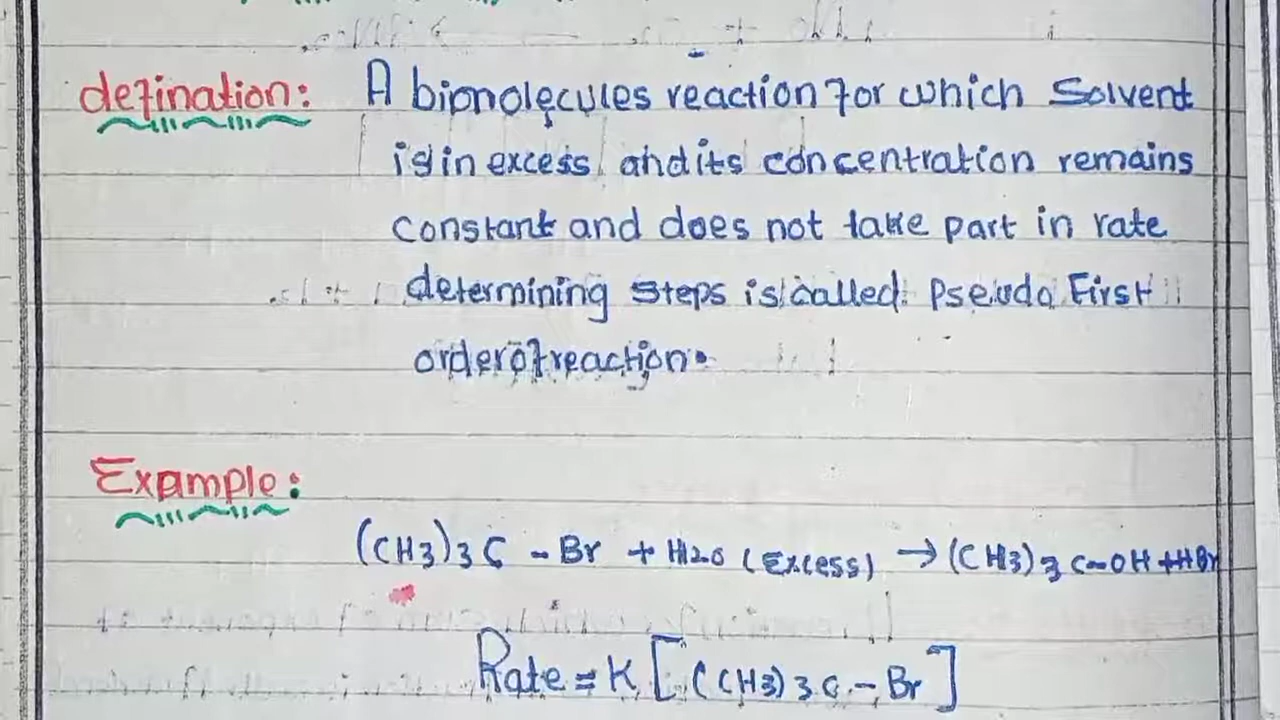 defination: A bionolecules reaction for which Solvent
is in excess and its concentration remains
constant and does not take part in rate
determining steps is called Pseudo First
order of reaction.
Example:
(CH3)3 C - Br + H2O (Excess) → (CH3)3 C-OH + HBr
Rate = K [(CH3)3 C - Br]